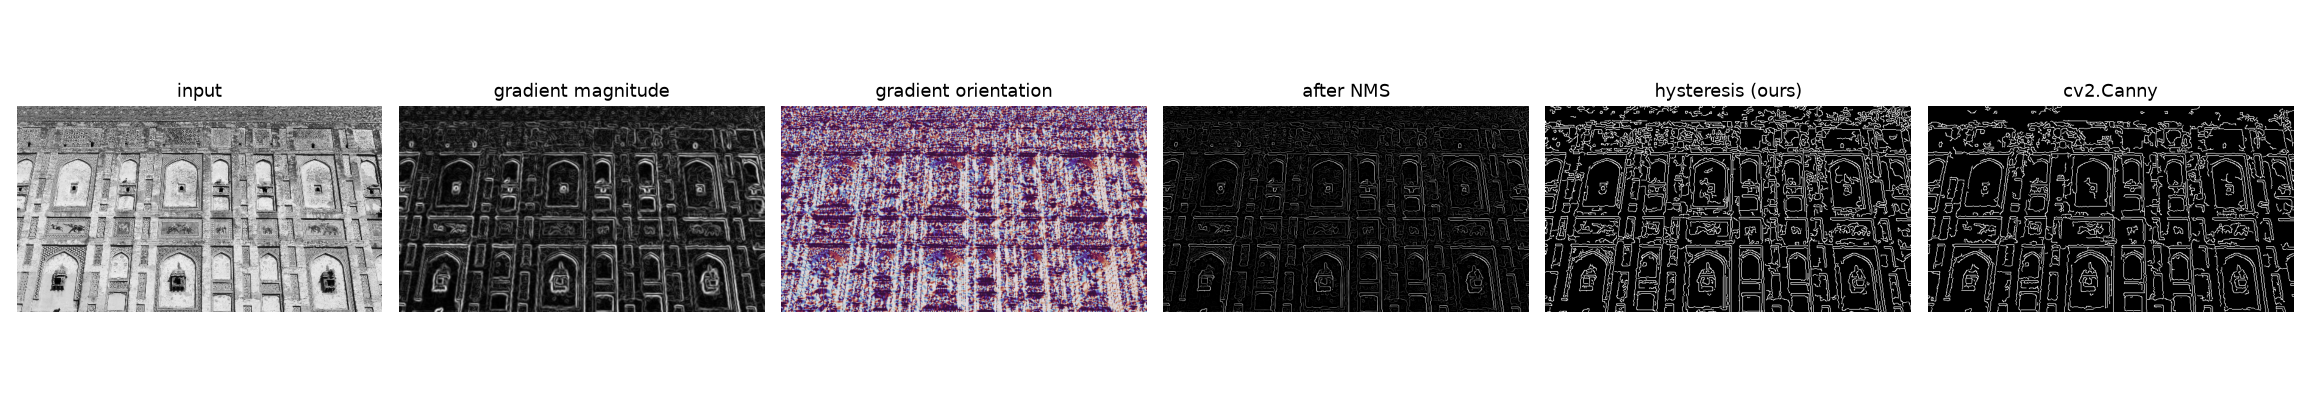 input
gradient magnitude
gradient orientation
after NMS
hysteresis (ours)
cv2.Canny